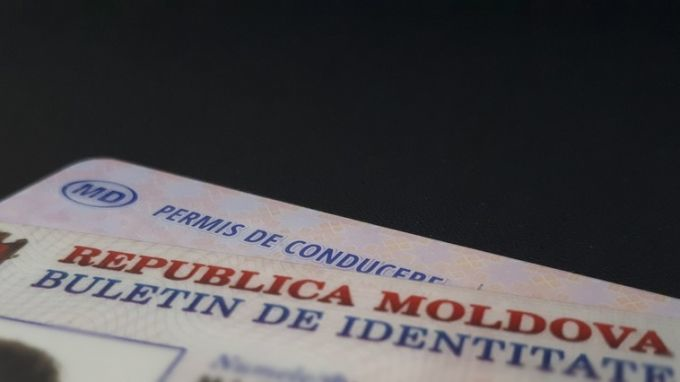 MD
PERMIS DE CONDUCERE
REPUBLICA MOLDOVA
BULETIN DE IDENTITATE